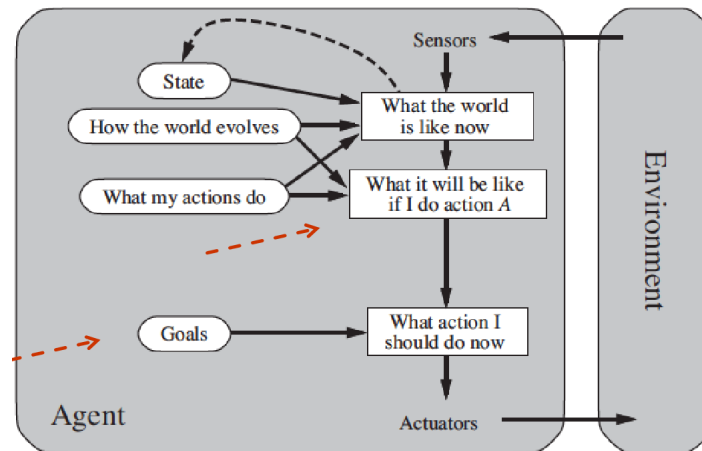 Sensors
State
What the world
is like now
How the world evolves
What my actions do
What it will be like
if I do action A
Goals
What action I
should do now
Agent
Actuators
Environment